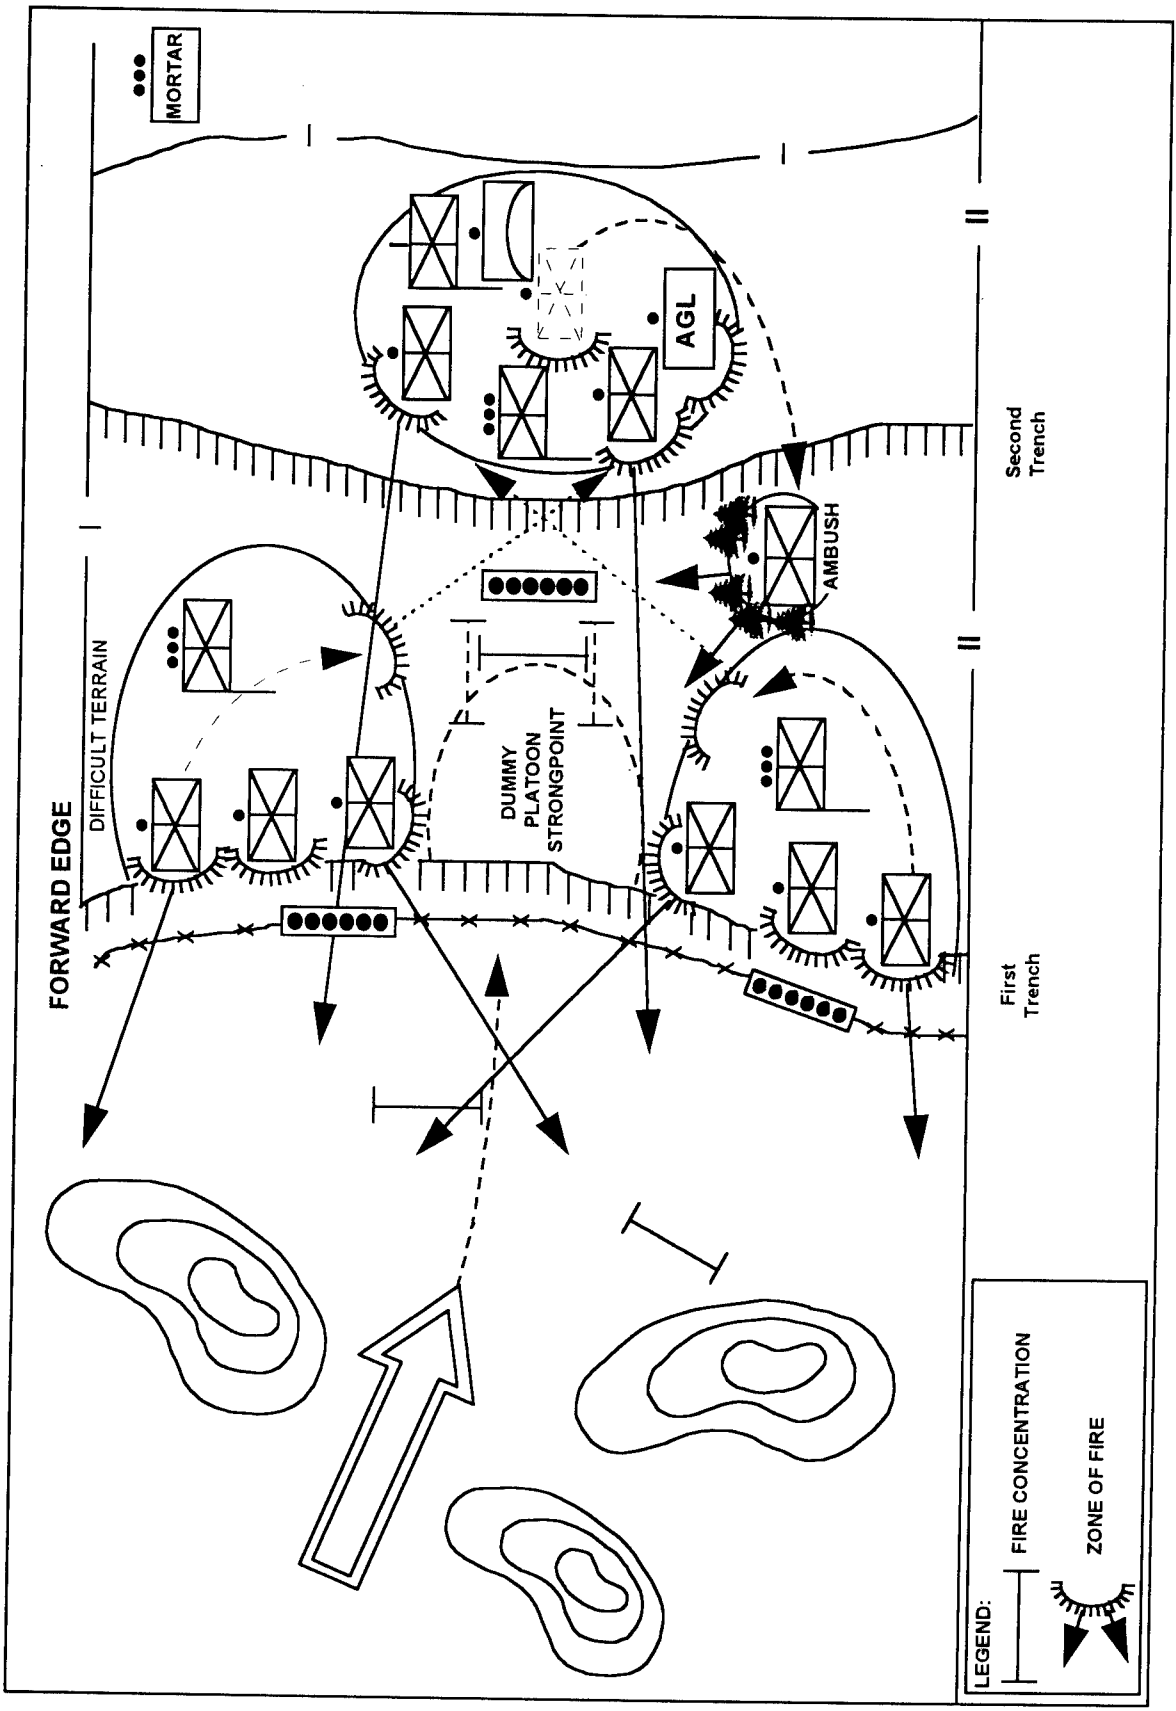 FORWARD EDGE
DIFFICULT TERRAIN
MORTAR
DUMMY
PLATOON
STRONGPOINT
AGL
AMBUSH
First
Trench
Second
Trench
LEGEND:
FIRE CONCENTRATION
ZONE OF FIRE